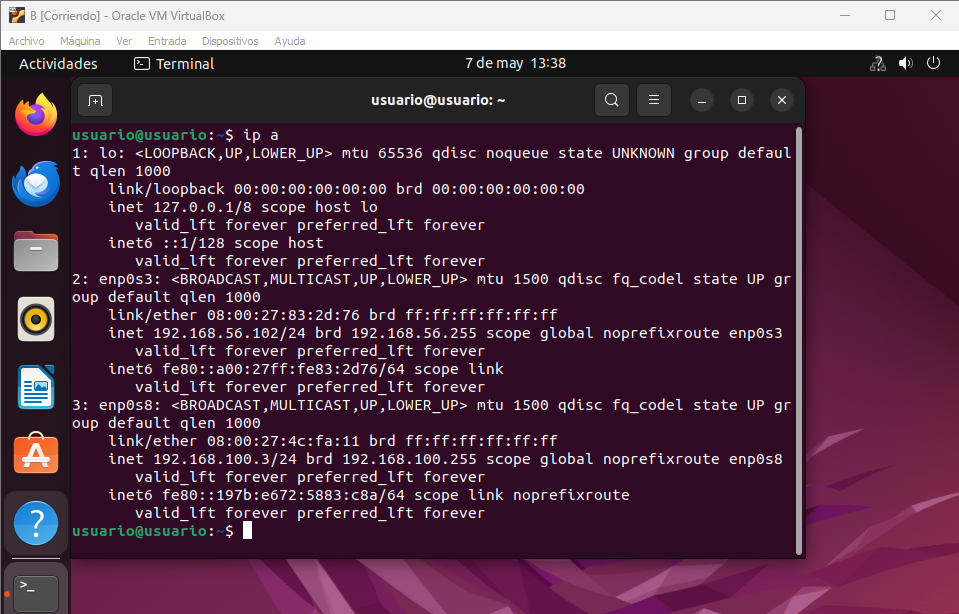 B [Corriendo] - Oracle VM VirtualBox
Archivo Máquina Ver Entrada Dispositivos Ayuda
Actividades Terminal 7 de may 13:38
usuario@usuario: ~
usuario@usuario:~$ ip a
1: lo: <LOOPBACK,UP,LOWER_UP> mtu 65536 qdisc noqueue state UNKNOWN group defaul
t qlen 1000
    link/loopback 00:00:00:00:00:00 brd 00:00:00:00:00:00
    inet 127.0.0.1/8 scope host lo
       valid_lft forever preferred_lft forever
    inet6 ::1/128 scope host
       valid_lft forever preferred_lft forever
2: enp0s3: <BROADCAST,MULTICAST,UP,LOWER_UP> mtu 1500 qdisc fq_codel state UP gr
oup default qlen 1000
    link/ether 08:00:27:83:2d:76 brd ff:ff:ff:ff:ff:ff
    inet 192.168.56.102/24 brd 192.168.56.255 scope global noprefixroute enp0s3
       valid_lft forever preferred_lft forever
    inet6 fe80::a00:27ff:fe83:2d76/64 scope link
       valid_lft forever preferred_lft forever
3: enp0s8: <BROADCAST,MULTICAST,UP,LOWER_UP> mtu 1500 qdisc fq_codel state UP gr
oup default qlen 1000
    link/ether 08:00:27:4c:fa:11 brd ff:ff:ff:ff:ff:ff
    inet 192.168.100.3/24 brd 192.168.100.255 scope global noprefixroute enp0s8
       valid_lft forever preferred_lft forever
    inet6 fe80::197b:e672:5883:c8a/64 scope link noprefixroute
       valid_lft forever preferred_lft forever
usuario@usuario:~$